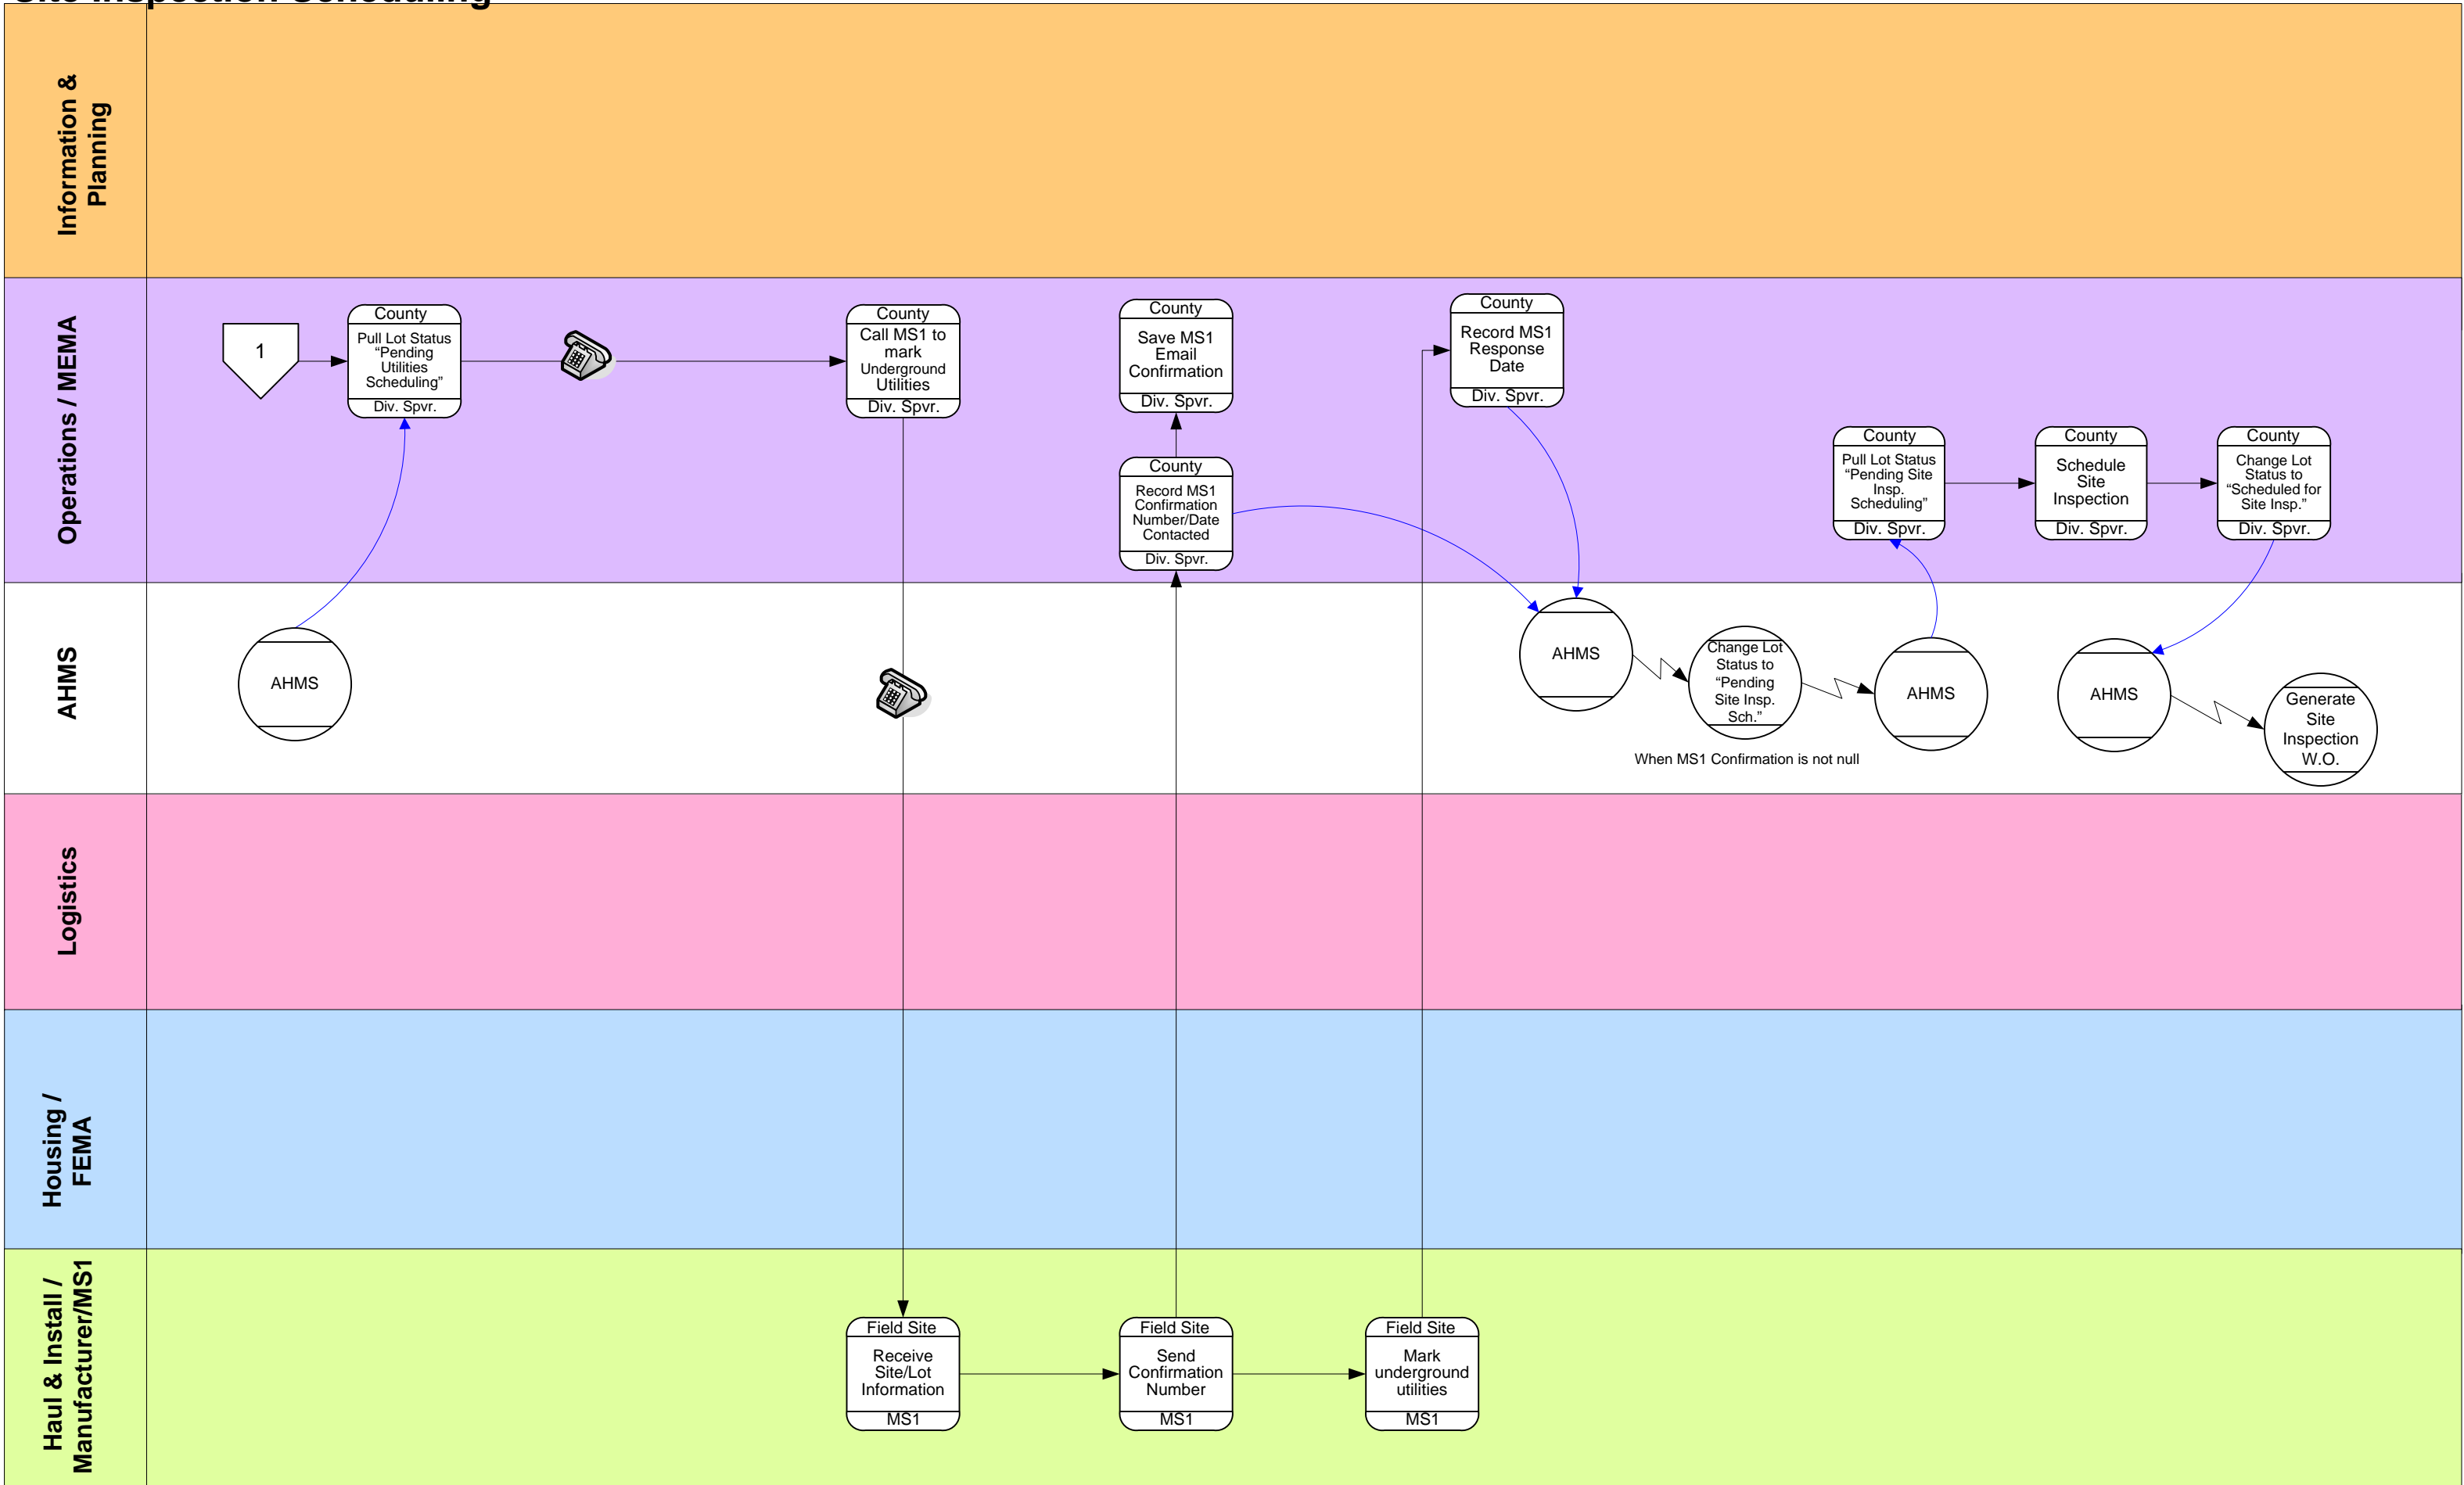 Site Inspection Scheduling
Information &
Planning
Operations / MEMA
1
County
Pull Lot Status
“Pending
Utilities
Scheduling”
Div. Spvr.
County
Call MS1 to
mark
Underground
Utilities
Div. Spvr.
County
Save MS1
Email
Confirmation
Div. Spvr.
County
Record MS1
Confirmation
Number/Date
Contacted
Div. Spvr.
County
Record MS1
Response
Date
Div. Spvr.
County
Pull Lot Status
“Pending Site
Insp.
Scheduling”
Div. Spvr.
County
Schedule
Site
Inspection
Div. Spvr.
County
Change Lot
Status to
“Scheduled for
Site Insp.”
Div. Spvr.
AHMS
AHMS
AHMS
Change Lot
Status to
“Pending
Site Insp.
Sch.”
When MS1 Confirmation is not null
AHMS
AHMS
Generate
Site
Inspection
W.O.
Logistics
Housing /
FEMA
Haul & Install /
Manufacturer/MS1
Field Site
Receive
Site/Lot
Information
MS1
Field Site
Send
Confirmation
Number
MS1
Field Site
Mark
underground
utilities
MS1